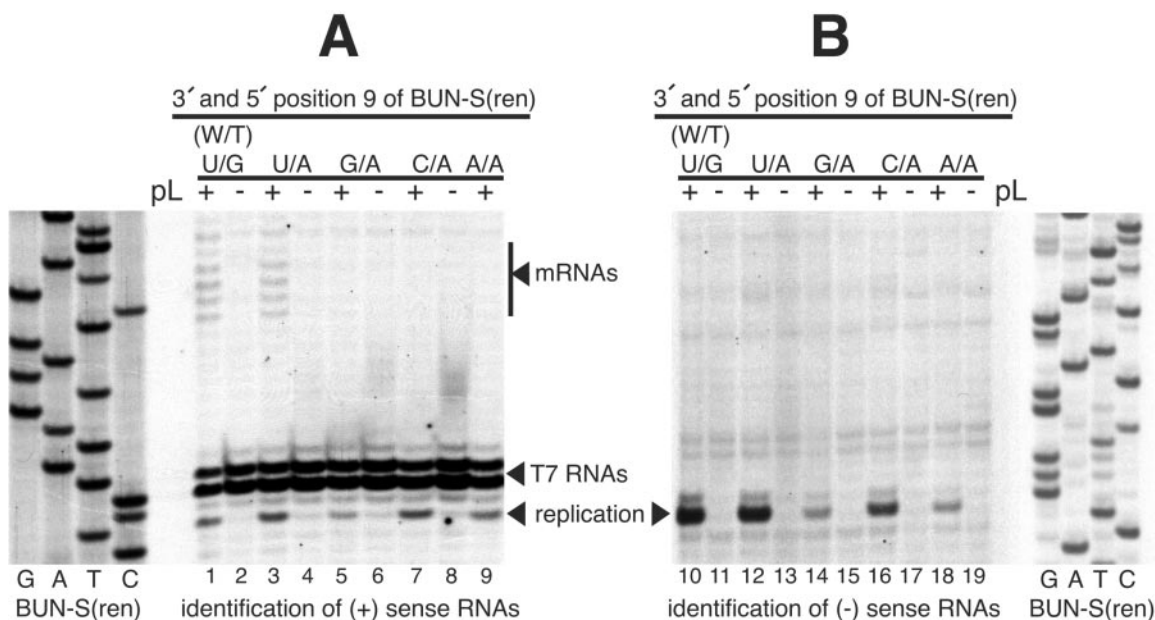 A
B
3´ and 5´ position 9 of BUN-S(ren)
3´ and 5´ position 9 of BUN-S(ren)
(W/T)
(W/T)
U/G U/A G/A C/A A/A
U/G U/A G/A C/A A/A
pL + - + - + - + - +
+ - + - + - + - + - pL
mRNAs
T7 RNAs
replication
G A T C
1 2 3 4 5 6 7 8 9
10 11 12 13 14 15 16 17 18 19
G A T C
BUN-S(ren)
identification of (+) sense RNAs
identification of (-) sense RNAs
BUN-S(ren)